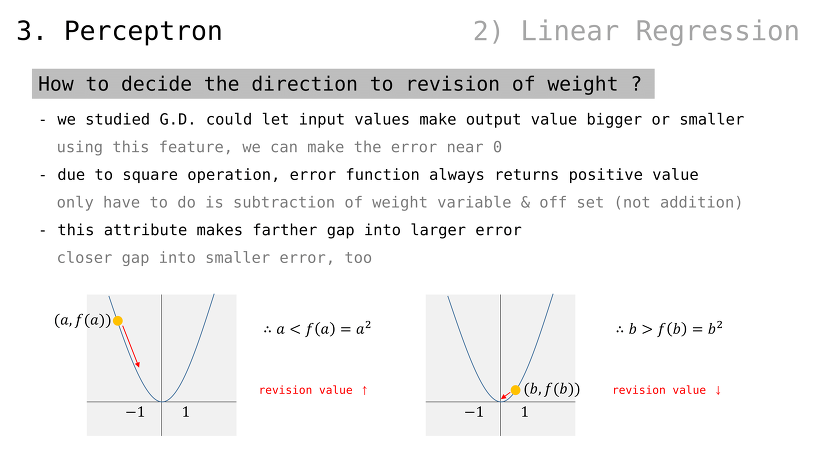 3. Perceptron
2) Linear Regression
How to decide the direction to revision of weight ?
- we studied G.D. could let input values make output value bigger or smaller
using this feature, we can make the error near 0
- due to square operation, error function always returns positive value
only have to do is subtraction of weight variable & off set (not addition)
- this attribute makes farther gap into larger error
closer gap into smaller error, too
(a, f(a))
∴ a < f(a) = a²
revision value ↑
−1 1
∴ b > f(b) = b²
(b, f(b))
revision value ↓
−1 1